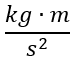 kg · m
s²